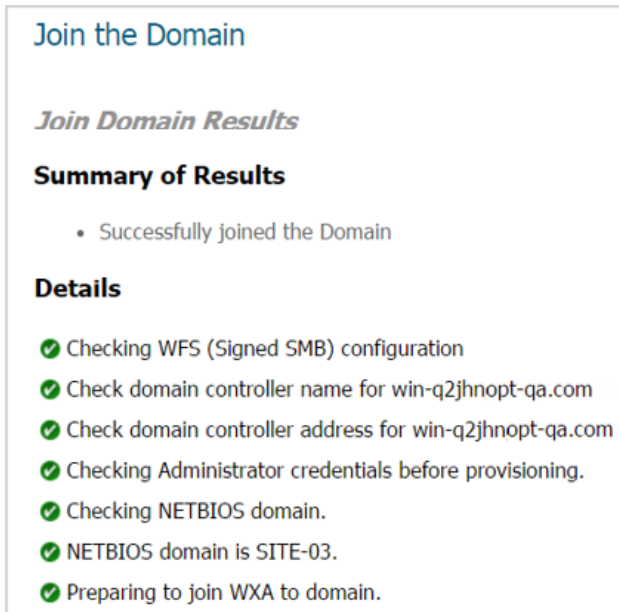 Join the Domain
Join Domain Results
Summary of Results
• Successfully joined the Domain
Details
Checking WFS (Signed SMB) configuration
Check domain controller name for win-q2jhnopt-qa.com
Check domain controller address for win-q2jhnopt-qa.com
Checking Administrator credentials before provisioning.
Checking NETBIOS domain.
NETBIOS domain is SITE-03.
Preparing to join WXA to domain.